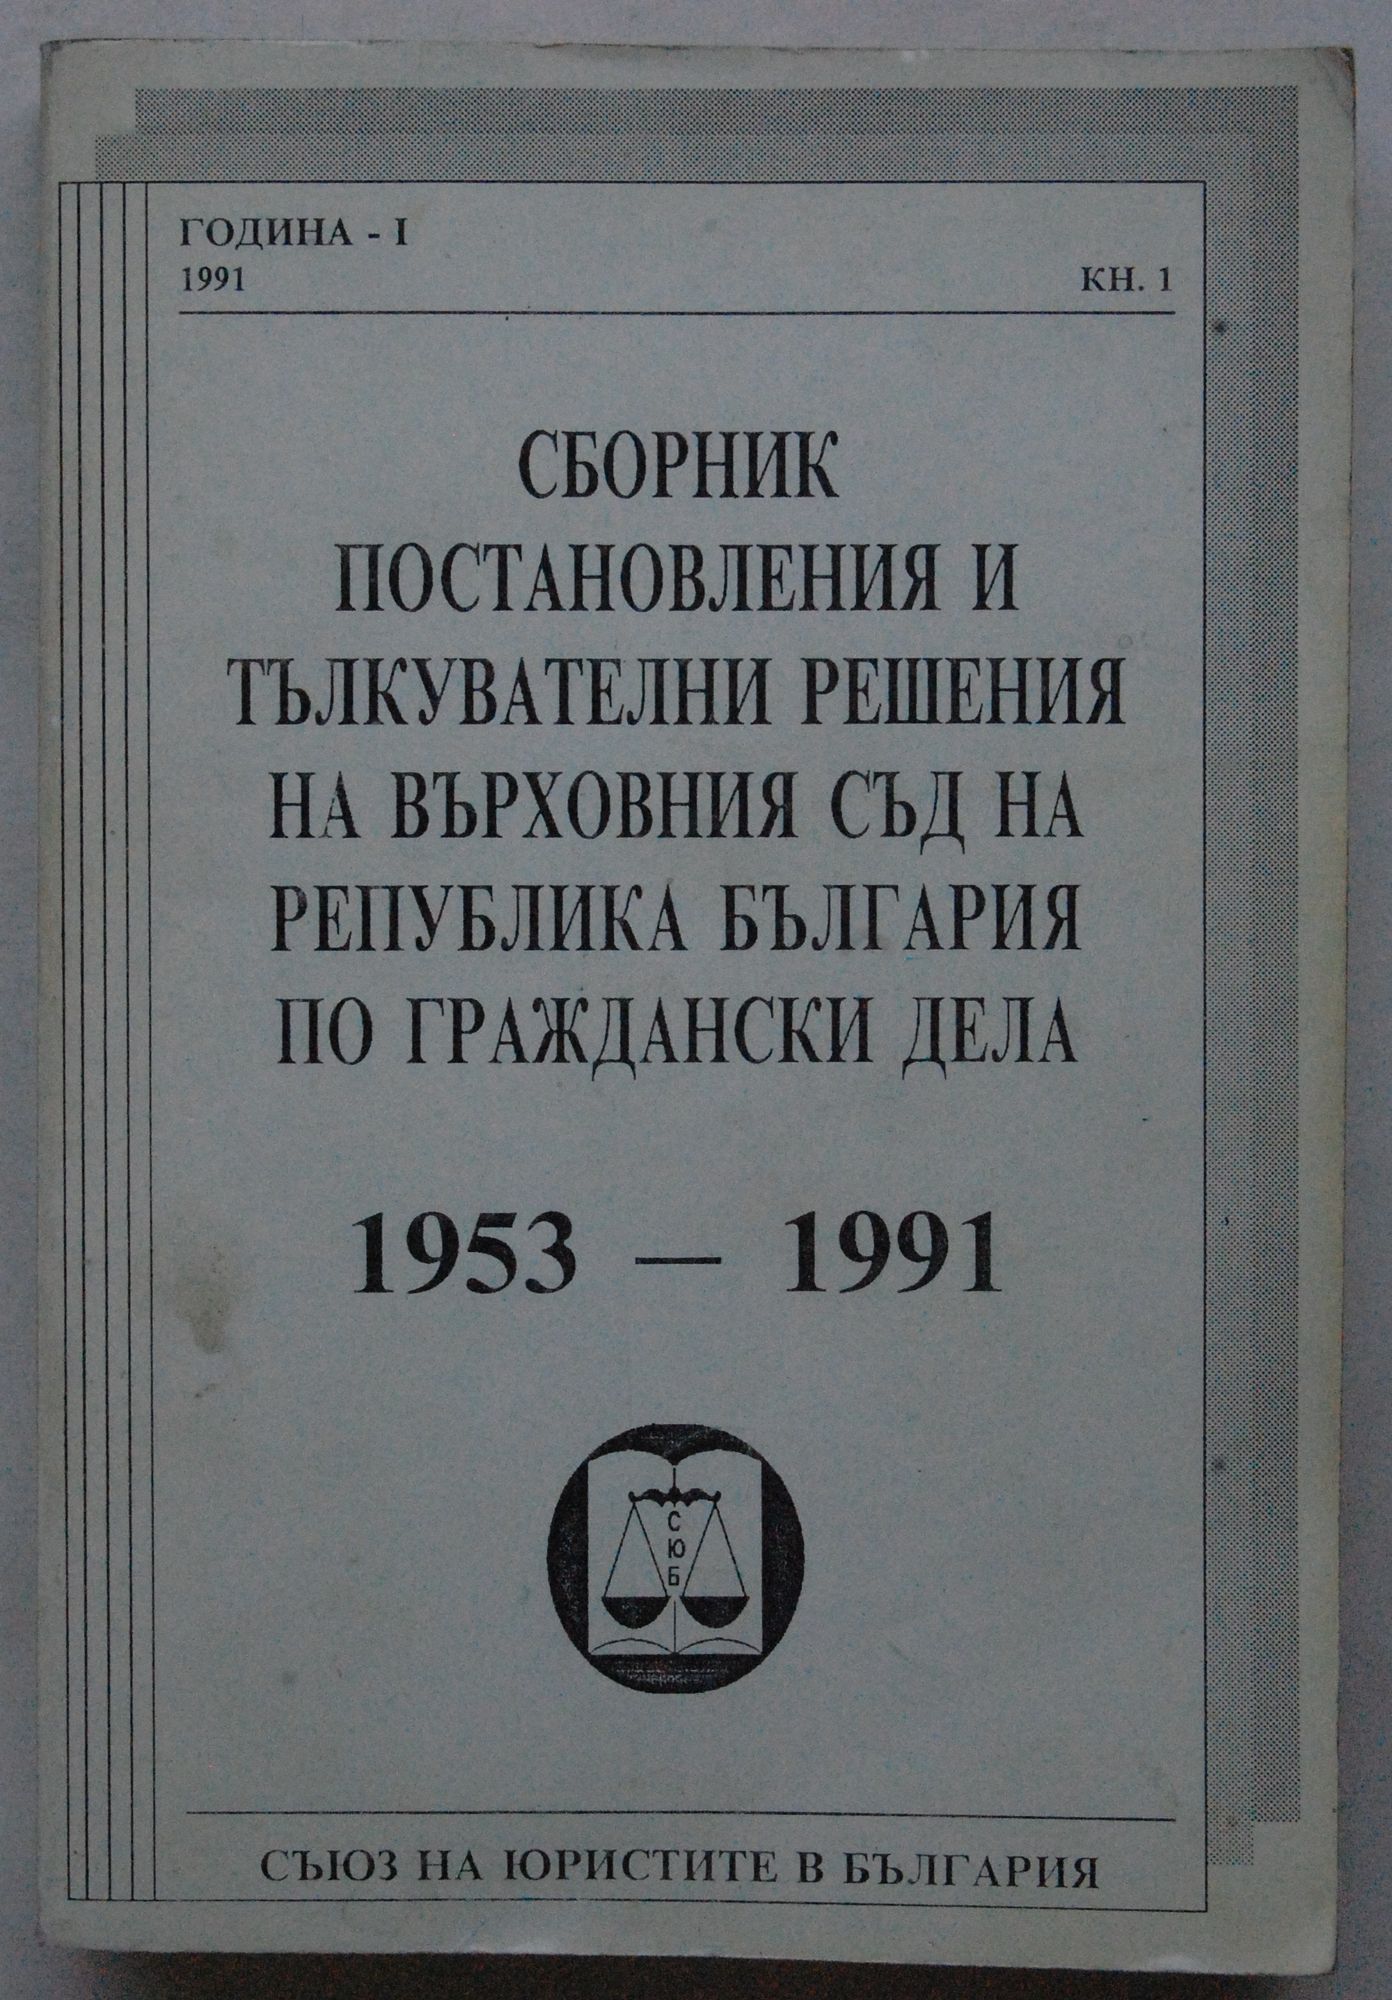 ГОДИНА - I
1991 КН. 1
СБОРНИК
ПОСТАНОВЛЕНИЯ И
ТЪЛКУВАТЕЛНИ РЕШЕНИЯ
НА ВЪРХОВНИЯ СЪД НА
РЕПУБЛИКА БЪЛГАРИЯ
ПО ГРАЖДАНСКИ ДЕЛА
1953 — 1991
С
Ю
Б
СЪЮЗ НА ЮРИСТИТЕ В БЪЛГАРИЯ